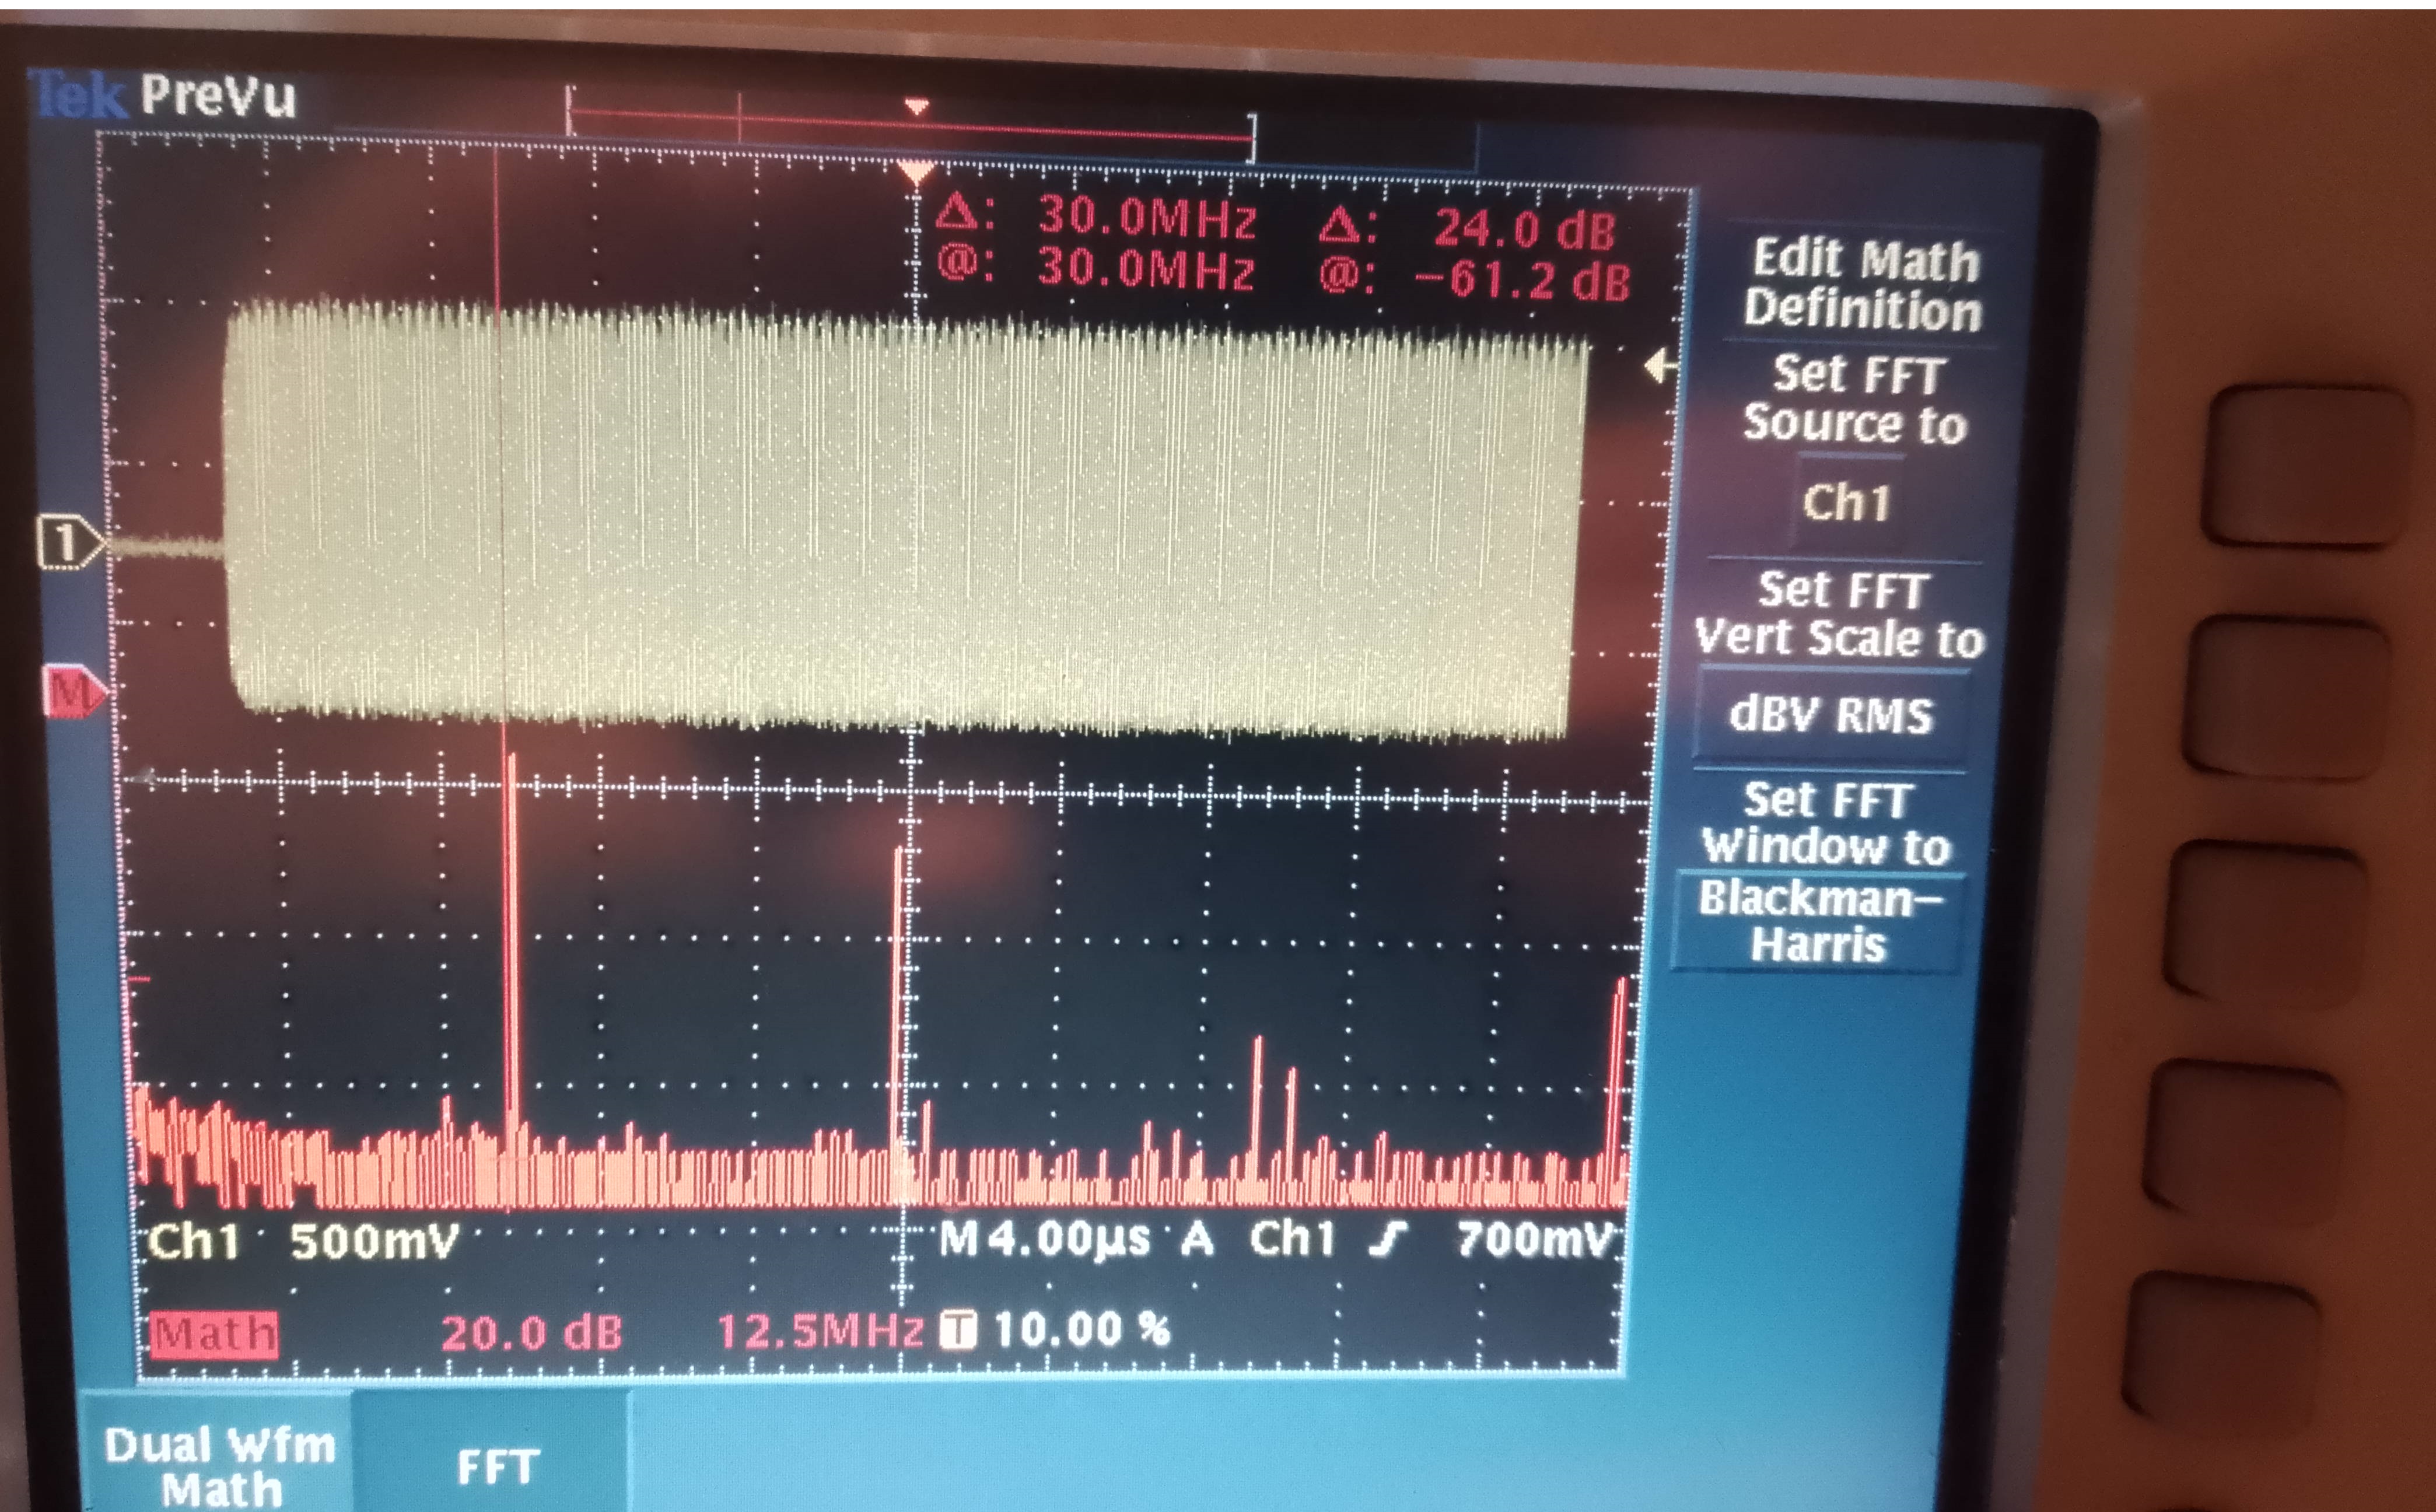 Tek PreVu
Δ: 30.0MHz Δ: 24.0 dB
@: 30.0MHz @: −61.2 dB
1
M
Edit Math
Definition
Set FFT
Source to
Ch1
Set FFT
Vert Scale to
dBV RMS
Set FFT
Window to
Blackman−
Harris
Ch1 500mV M 4.00µs A Ch1 ƒ 700mV
Math 20.0 dB 12.5MHz T 10.00 %
Dual Wfm
Math
FFT